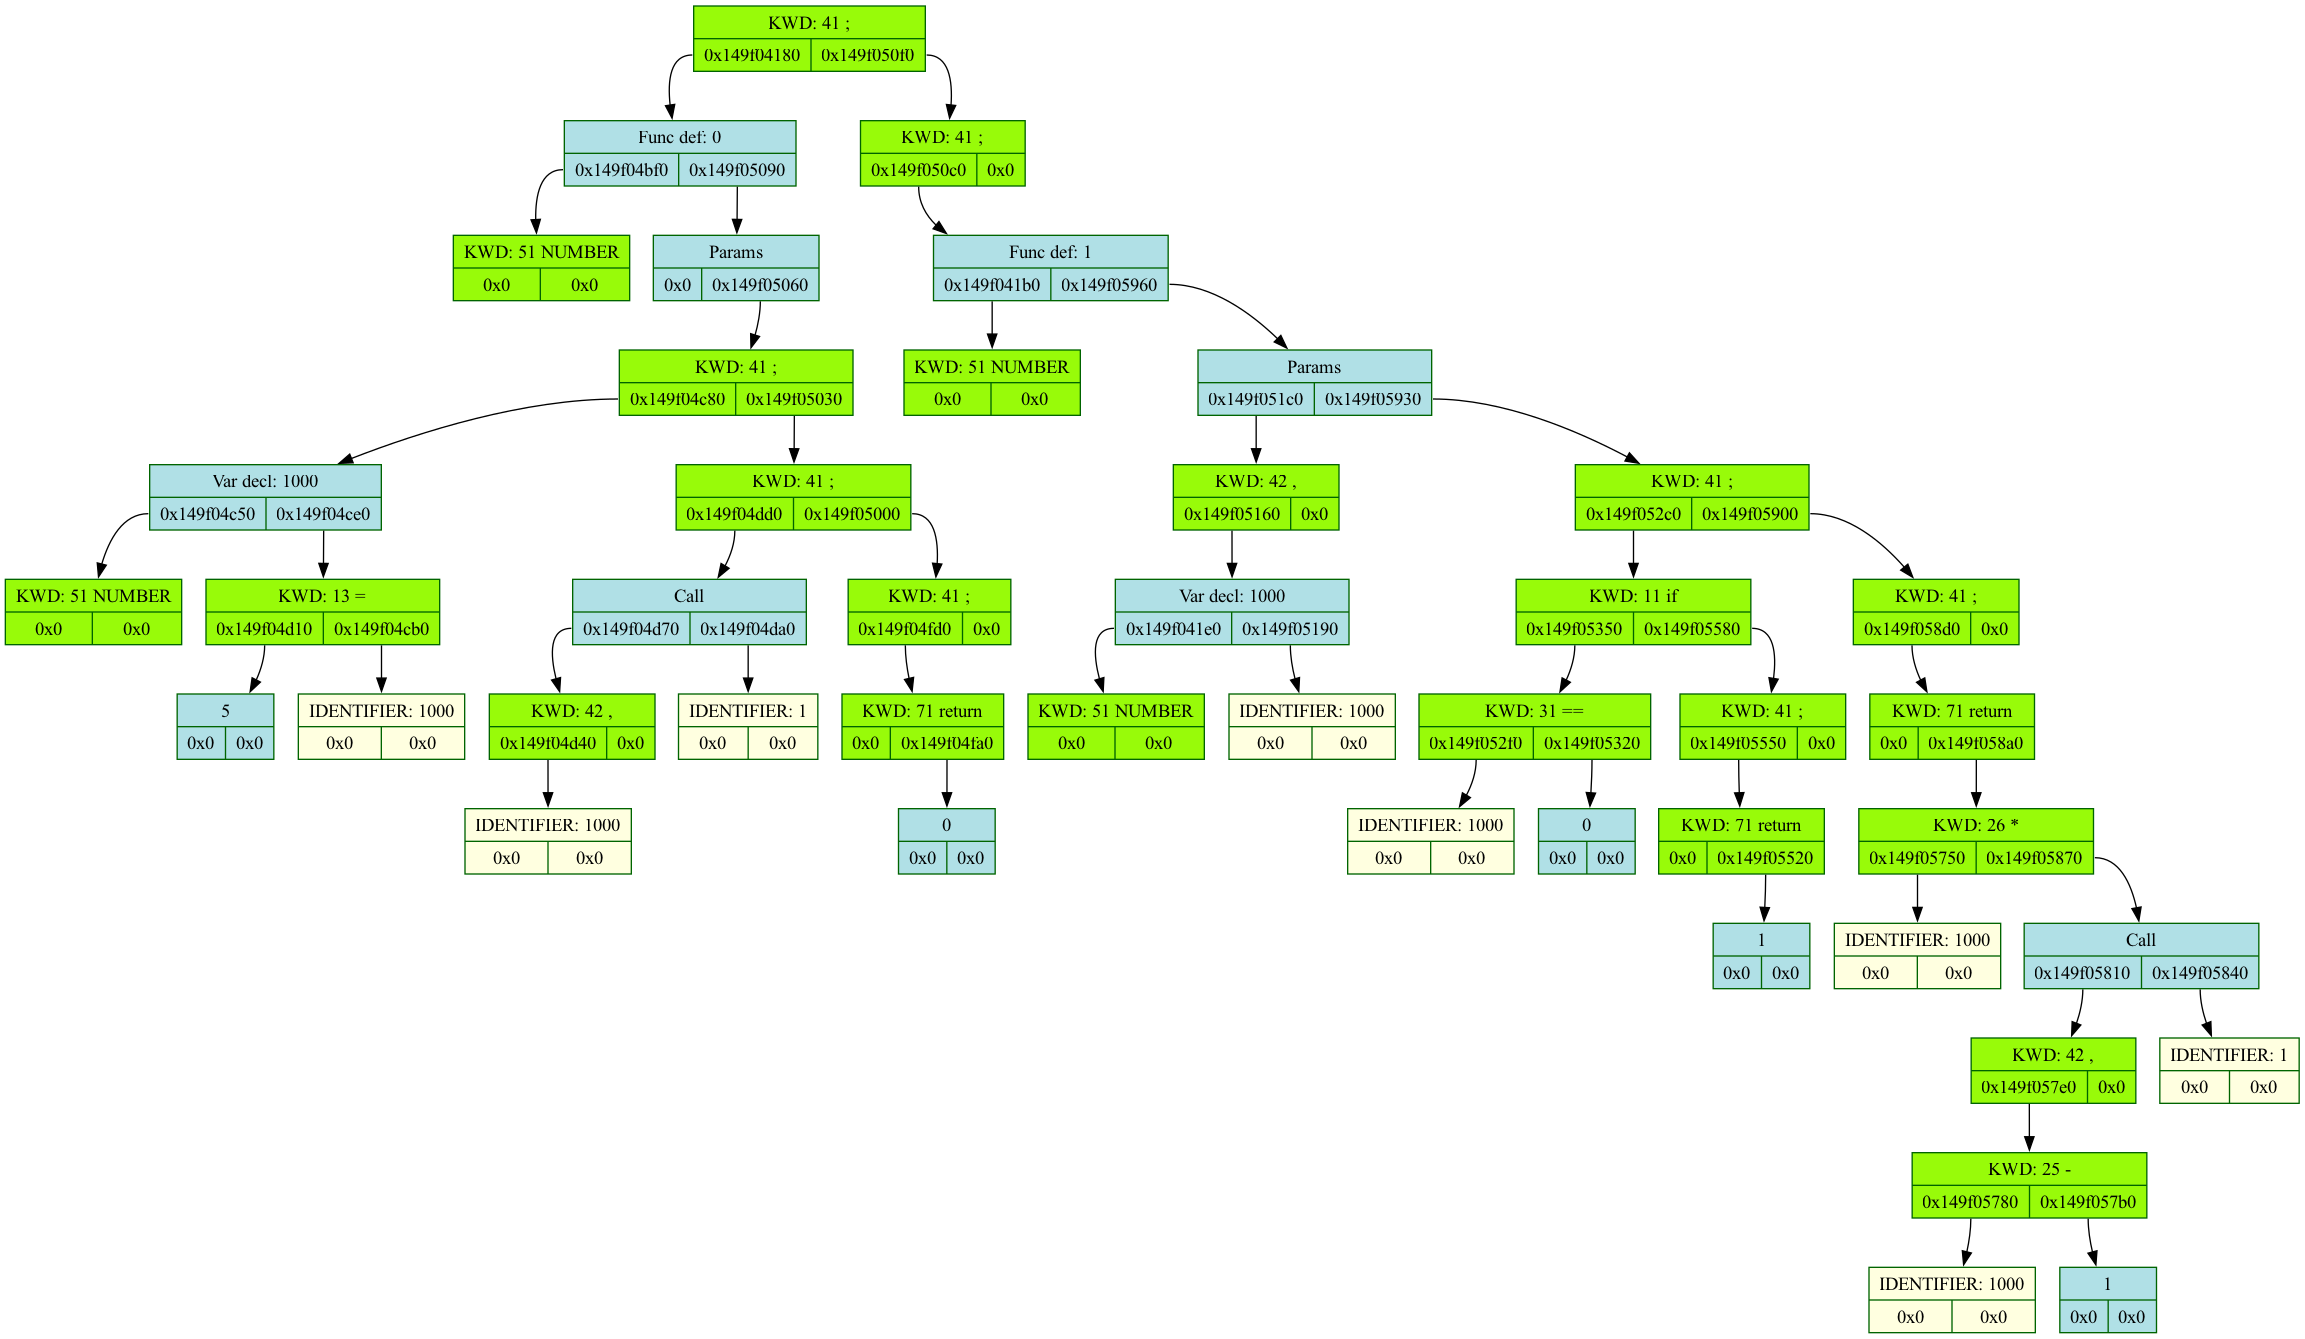 KWD: 41 ;
0x149f04180 0x149f050f0
Func def: 0
0x149f04bf0 0x149f05090
KWD: 41 ;
0x149f050c0 0x0
KWD: 51 NUMBER
0x0 0x0
Params
0x0 0x149f05060
Func def: 1
0x149f041b0 0x149f05960
KWD: 41 ;
0x149f04c80 0x149f05030
KWD: 51 NUMBER
0x0 0x0
Params
0x149f051c0 0x149f05930
Var decl: 1000
0x149f04c50 0x149f04ce0
KWD: 41 ;
0x149f04dd0 0x149f05000
KWD: 42 ,
0x149f05160 0x0
KWD: 41 ;
0x149f052c0 0x149f05900
KWD: 51 NUMBER
0x0 0x0
KWD: 13 =
0x149f04d10 0x149f04cb0
Call
0x149f04d70 0x149f04da0
KWD: 41 ;
0x149f04fd0 0x0
Var decl: 1000
0x149f041e0 0x149f05190
KWD: 11 if
0x149f05350 0x149f05580
KWD: 41 ;
0x149f058d0 0x0
5
0x0 0x0
IDENTIFIER: 1000
0x0 0x0
KWD: 42 ,
0x149f04d40 0x0
IDENTIFIER: 1
0x0 0x0
KWD: 71 return
0x0 0x149f04fa0
KWD: 51 NUMBER
0x0 0x0
IDENTIFIER: 1000
0x0 0x0
KWD: 31 ==
0x149f052f0 0x149f05320
KWD: 41 ;
0x149f05550 0x0
KWD: 71 return
0x0 0x149f058a0
IDENTIFIER: 1000
0x0 0x0
0
0x0 0x0
IDENTIFIER: 1000
0x0 0x0
0
0x0 0x0
KWD: 71 return
0x0 0x149f05520
KWD: 26 *
0x149f05750 0x149f05870
1
0x0 0x0
IDENTIFIER: 1000
0x0 0x0
Call
0x149f05810 0x149f05840
KWD: 42 ,
0x149f057e0 0x0
IDENTIFIER: 1
0x0 0x0
KWD: 25 -
0x149f05780 0x149f057b0
IDENTIFIER: 1000
0x0 0x0
1
0x0 0x0